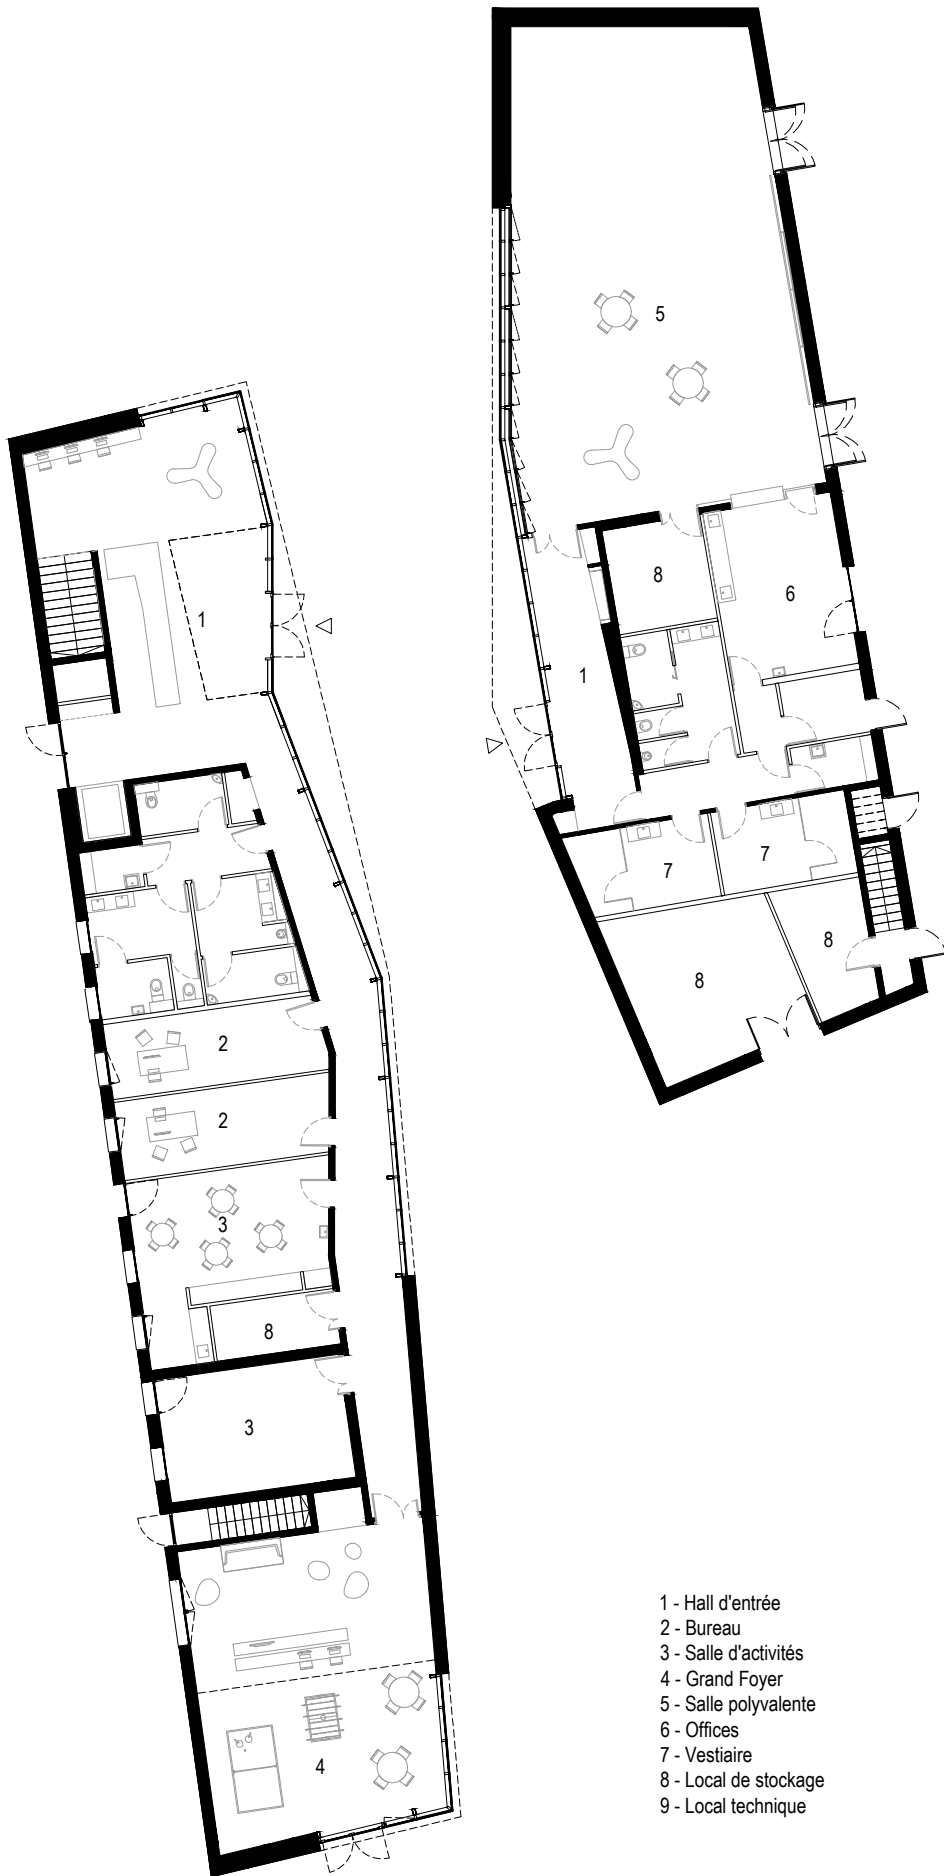 5
8
6
1
1
7
7
8
8
2
2
3
8
3
4
1 - Hall d'entrée
2 - Bureau
3 - Salle d'activités
4 - Grand Foyer
5 - Salle polyvalente
6 - Offices
7 - Vestiaire
8 - Local de stockage
9 - Local technique